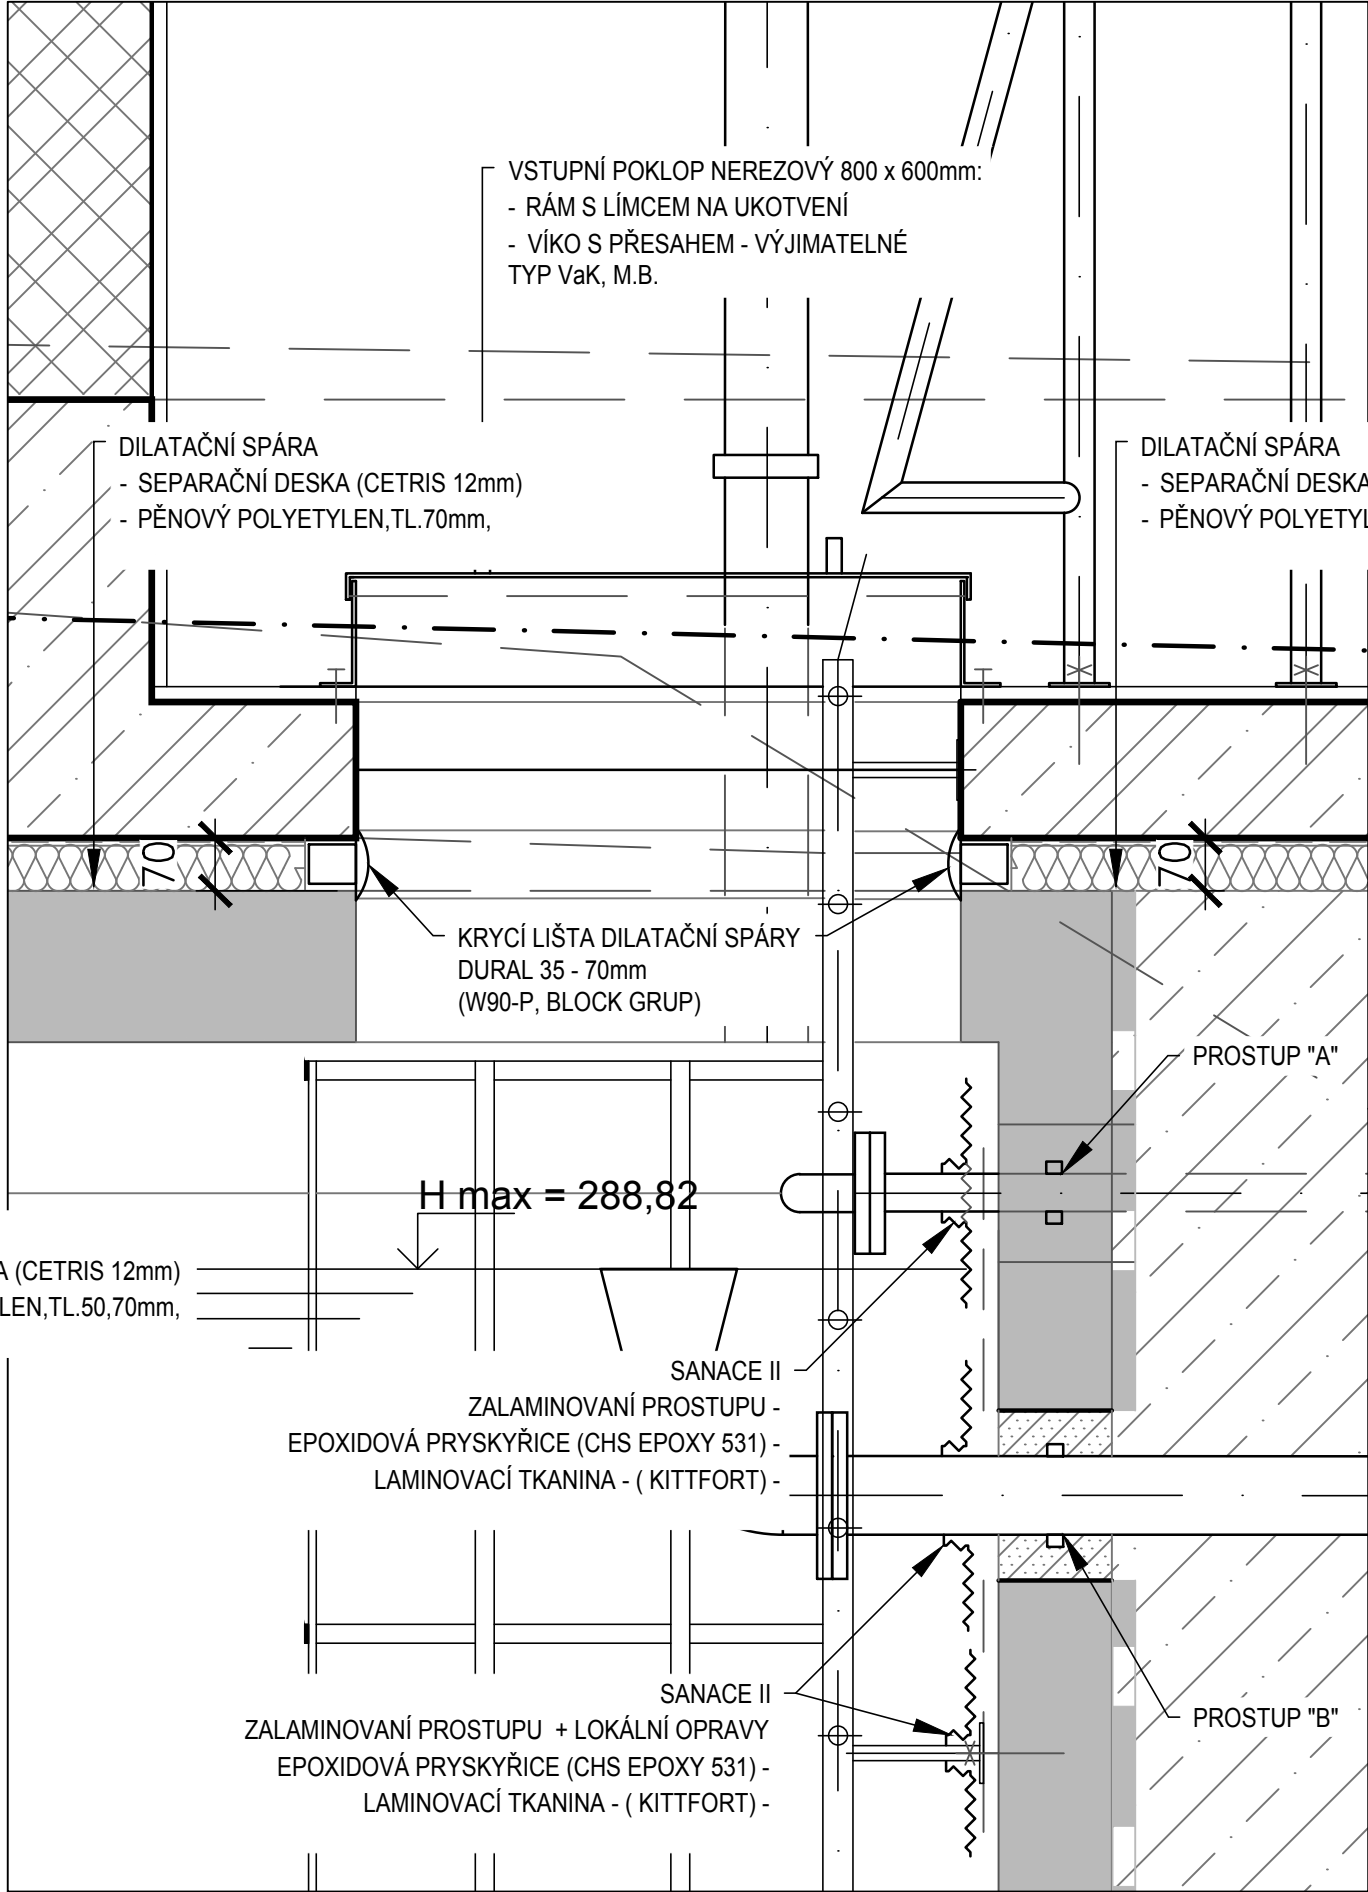 VSTUPNÍ POKLOP NEREZOVÝ 800 x 600mm:
- RÁM S LÍMCEM NA UKOTVENÍ
- VÍKO S PŘESAHEM - VÝJIMATELNÉ
TYP VaK, M.B.
DILATAČNÍ SPÁRA
- SEPARAČNÍ DESKA (CETRIS 12mm)
- PĚNOVÝ POLYETYLEN,TL.70mm,
DILATAČNÍ SPÁRA
- SEPARAČNÍ DESKA
- PĚNOVÝ POLYETYL
70
70
KRYCÍ LIŠTA DILATAČNÍ SPÁRY
DURAL 35 - 70mm
(W90-P, BLOCK GRUP)
PROSTUP "A"
H max = 288,82
A (CETRIS 12mm)
LEN,TL.50,70mm,
SANACE II
ZALAMINOVANÍ PROSTUPU -
EPOXIDOVÁ PRYSKYŘICE (CHS EPOXY 531) -
LAMINOVACÍ TKANINA - ( KITTFORT) -
SANACE II
ZALAMINOVANÍ PROSTUPU + LOKÁLNÍ OPRAVY
EPOXIDOVÁ PRYSKYŘICE (CHS EPOXY 531) -
LAMINOVACÍ TKANINA - ( KITTFORT) -
PROSTUP "B"